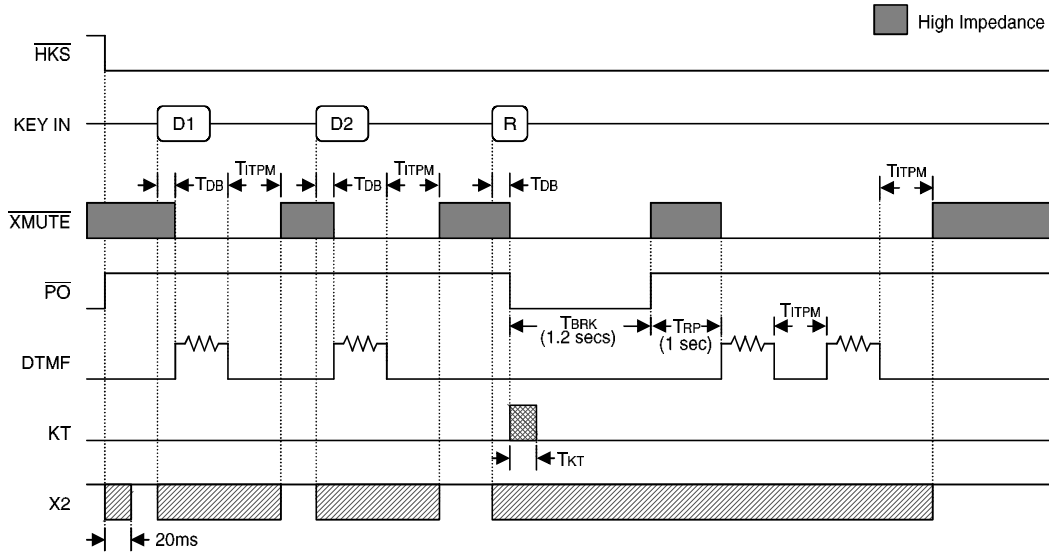 High Impedance
HKS
KEY IN
D1
D2
R
TDB
TITPM
TDB
TITPM
TDB
TITPM
XMUTE
PO
TBRK
(1.2 secs)
TRP
(1 sec)
TITPM
DTMF
KT
TKT
X2
20ms